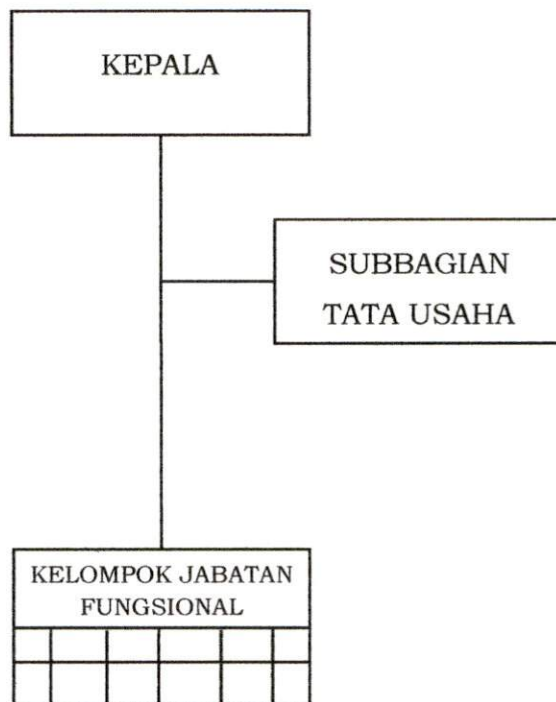 KEPALA
SUBBAGIAN
TATA USAHA
KELOMPOK JABATAN
FUNGSIONAL